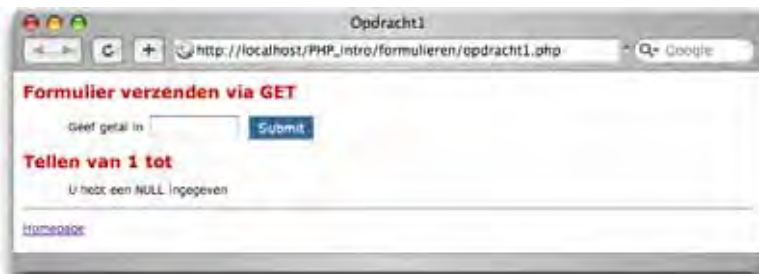 Opdracht1
http://localhost/PHP_intro/formulieren/opdracht1.php
Google
Formulier verzenden via GET
Geef getal in Submit
Tellen van 1 tot
U hebt een NULL ingegeven
Homepage